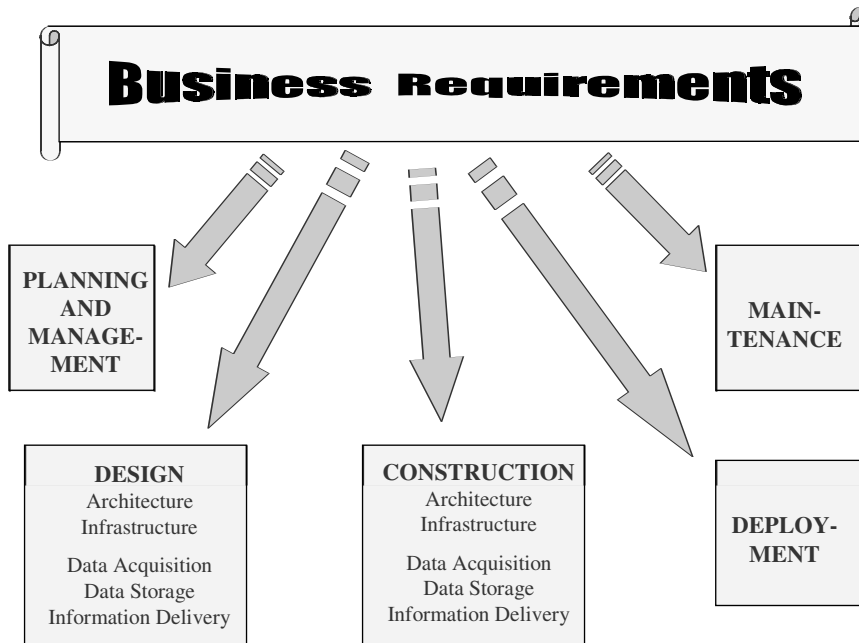 Business Requirements
PLANNING
AND
MANAGE-
MENT
MAIN-
TENANCE
DESIGN
Architecture
Infrastructure
Data Acquisition
Data Storage
Information Delivery
CONSTRUCTION
Architecture
Infrastructure
Data Acquisition
Data Storage
Information Delivery
DEPLOY-
MENT